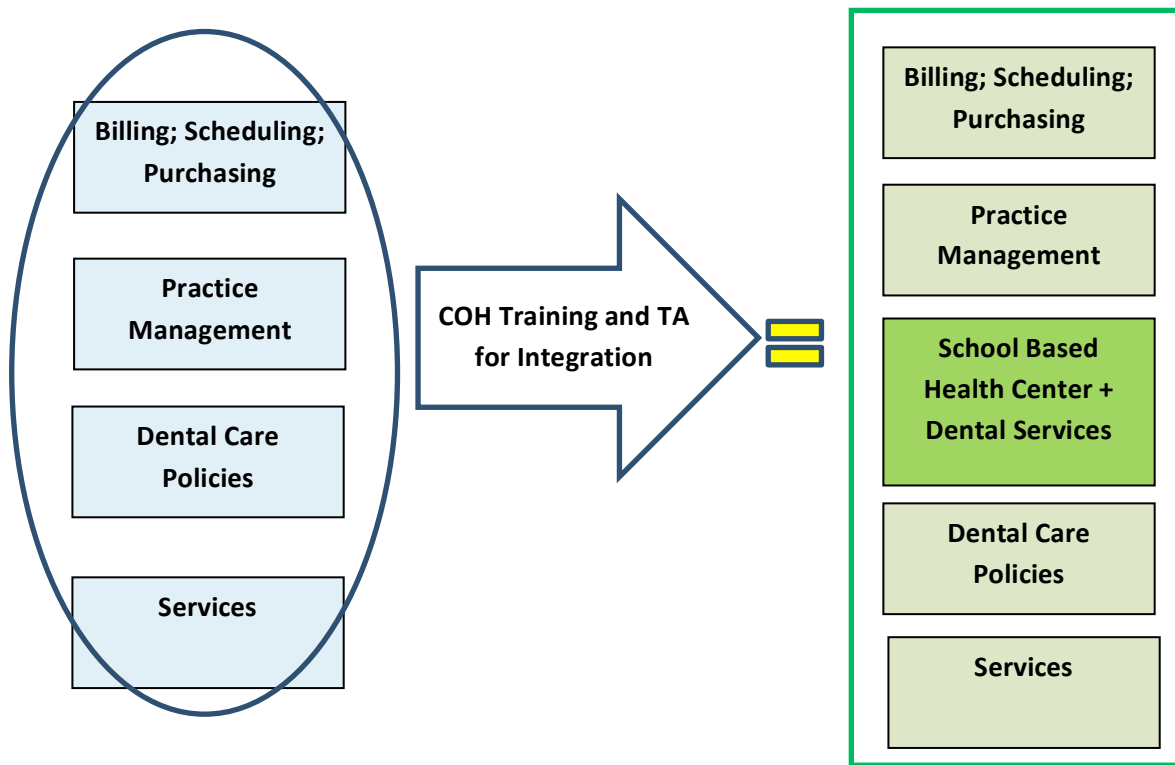 Billing; Scheduling;
Purchasing
Practice
Management
Dental Care
Policies
Services
COH Training and TA
for Integration
Billing; Scheduling;
Purchasing
Practice
Management
School Based
Health Center +
Dental Services
Dental Care
Policies
Services